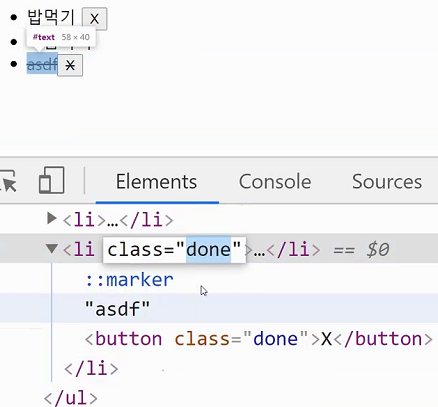 밥먹기 X
#text 58 × 40
asdf X
Elements Console Sources
<li>…</li>
<li class="done">…</li> == $0
::marker
"asdf"
<button class="done">X</button>
</li>
</ul>